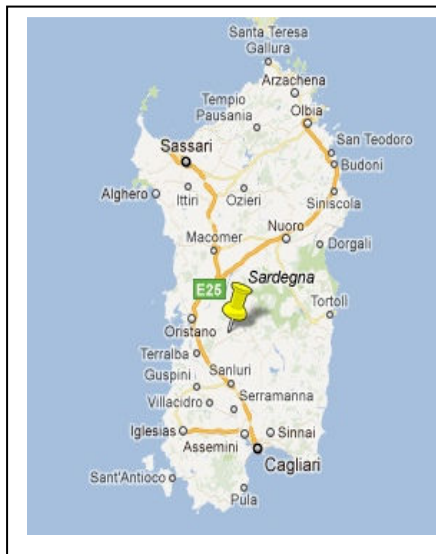 Santa Teresa
Gallura
Arzachena
Tempio
Pausania
Olbia
San Teodoro
Sassari
Budoni
Alghero
Ittiri
Ozieri
Siniscola
Nuoro
Macomer
Dorgali
E25
Sardegna
Tortolì
Oristano
Terralba
Guspini
Sanluri
Villacidro
Serramanna
Iglesias
Assemini
Sinnai
Cagliari
Sant'Antioco
Pula